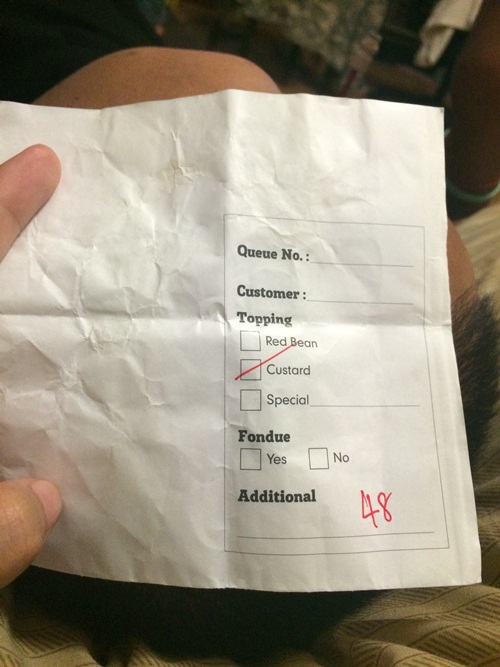 Queue No. :
Customer :
Topping
Red Bean
Custard
Special
Fondue
Yes No
Additional
48